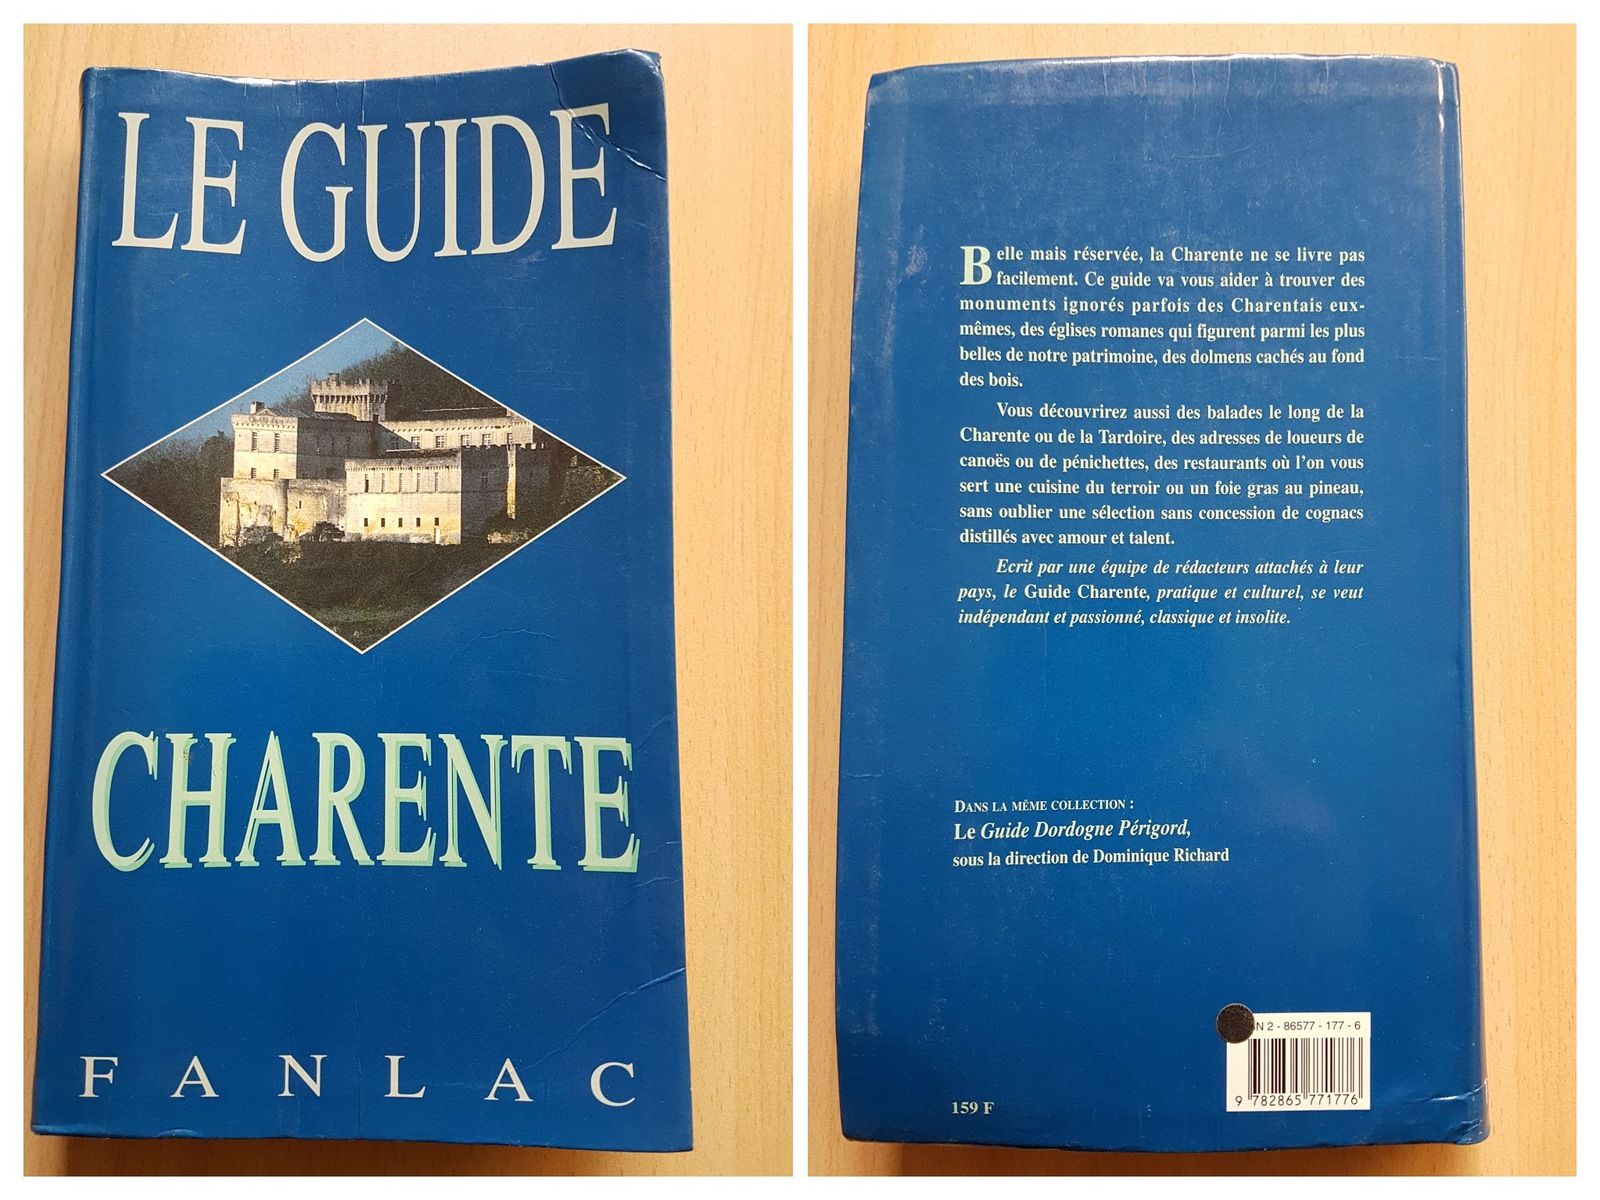 LE GUIDE
CHARENTE
FANLAC
Belle mais réservée, la Charente ne se livre pas
facilement. Ce guide va vous aider à trouver des
monuments ignorés parfois des Charentais eux-
mêmes, des églises romanes qui figurent parmi les plus
belles de notre patrimoine, des dolmens cachés au fond
des bois.
Vous découvrirez aussi des balades le long de la
Charente ou de la Tardoire, des adresses de loueurs de
canoës ou de pénichettes, des restaurants où l'on vous
sert une cuisine du terroir ou un foie gras au pineau,
sans oublier une sélection sans concession de cognacs
distillés avec amour et talent.
Ecrit par une équipe de rédacteurs attachés à leur
pays, le Guide Charente, pratique et culturel, se veut
indépendant et passionné, classique et insolite.
DANS LA MÊME COLLECTION :
Le Guide Dordogne Périgord,
sous la direction de Dominique Richard
N 2 - 86577 - 177 - 6
9 782865 771776
159 F